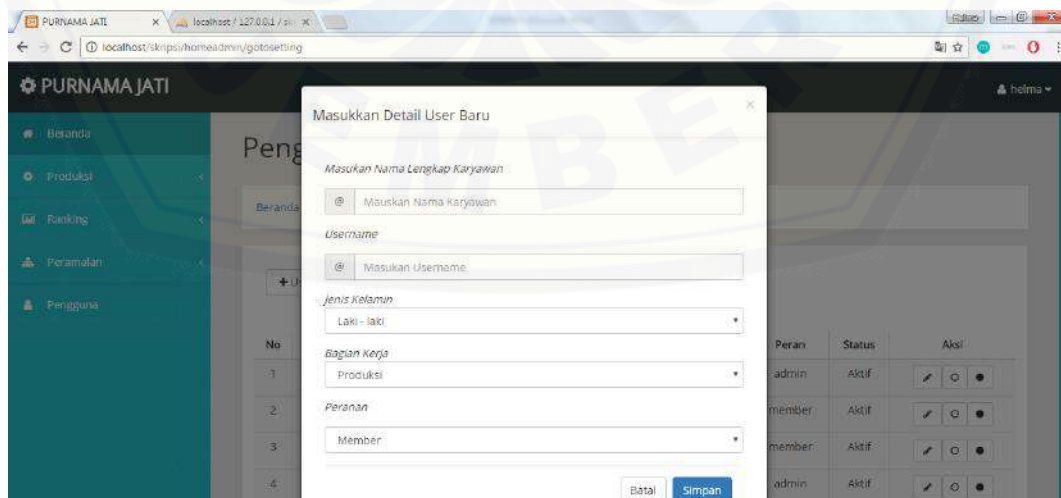 PURNAMA JATI
localhost / 127.0.0.1 / sk
localhost/skripsi/homeadmin/gotosetting
PURNAMA JATI
helma
Beranda
Produksi
Ranking
Peramalan
Pengguna
Peng
Beranda
Masukkan Detail User Baru
×
Masukan Nama Lengkap Karyawan
@ Mauskan Nama Karyawan
Username
@ Masukan Username
Jenis Kelamin
Laki - laki
Bagian Kerja
Produksi
Peranan
Member
Batal
Simpan
No Peran Status Aksi
1 admin Aktif
2 member Aktif
3 member Aktif
4 admin Aktif